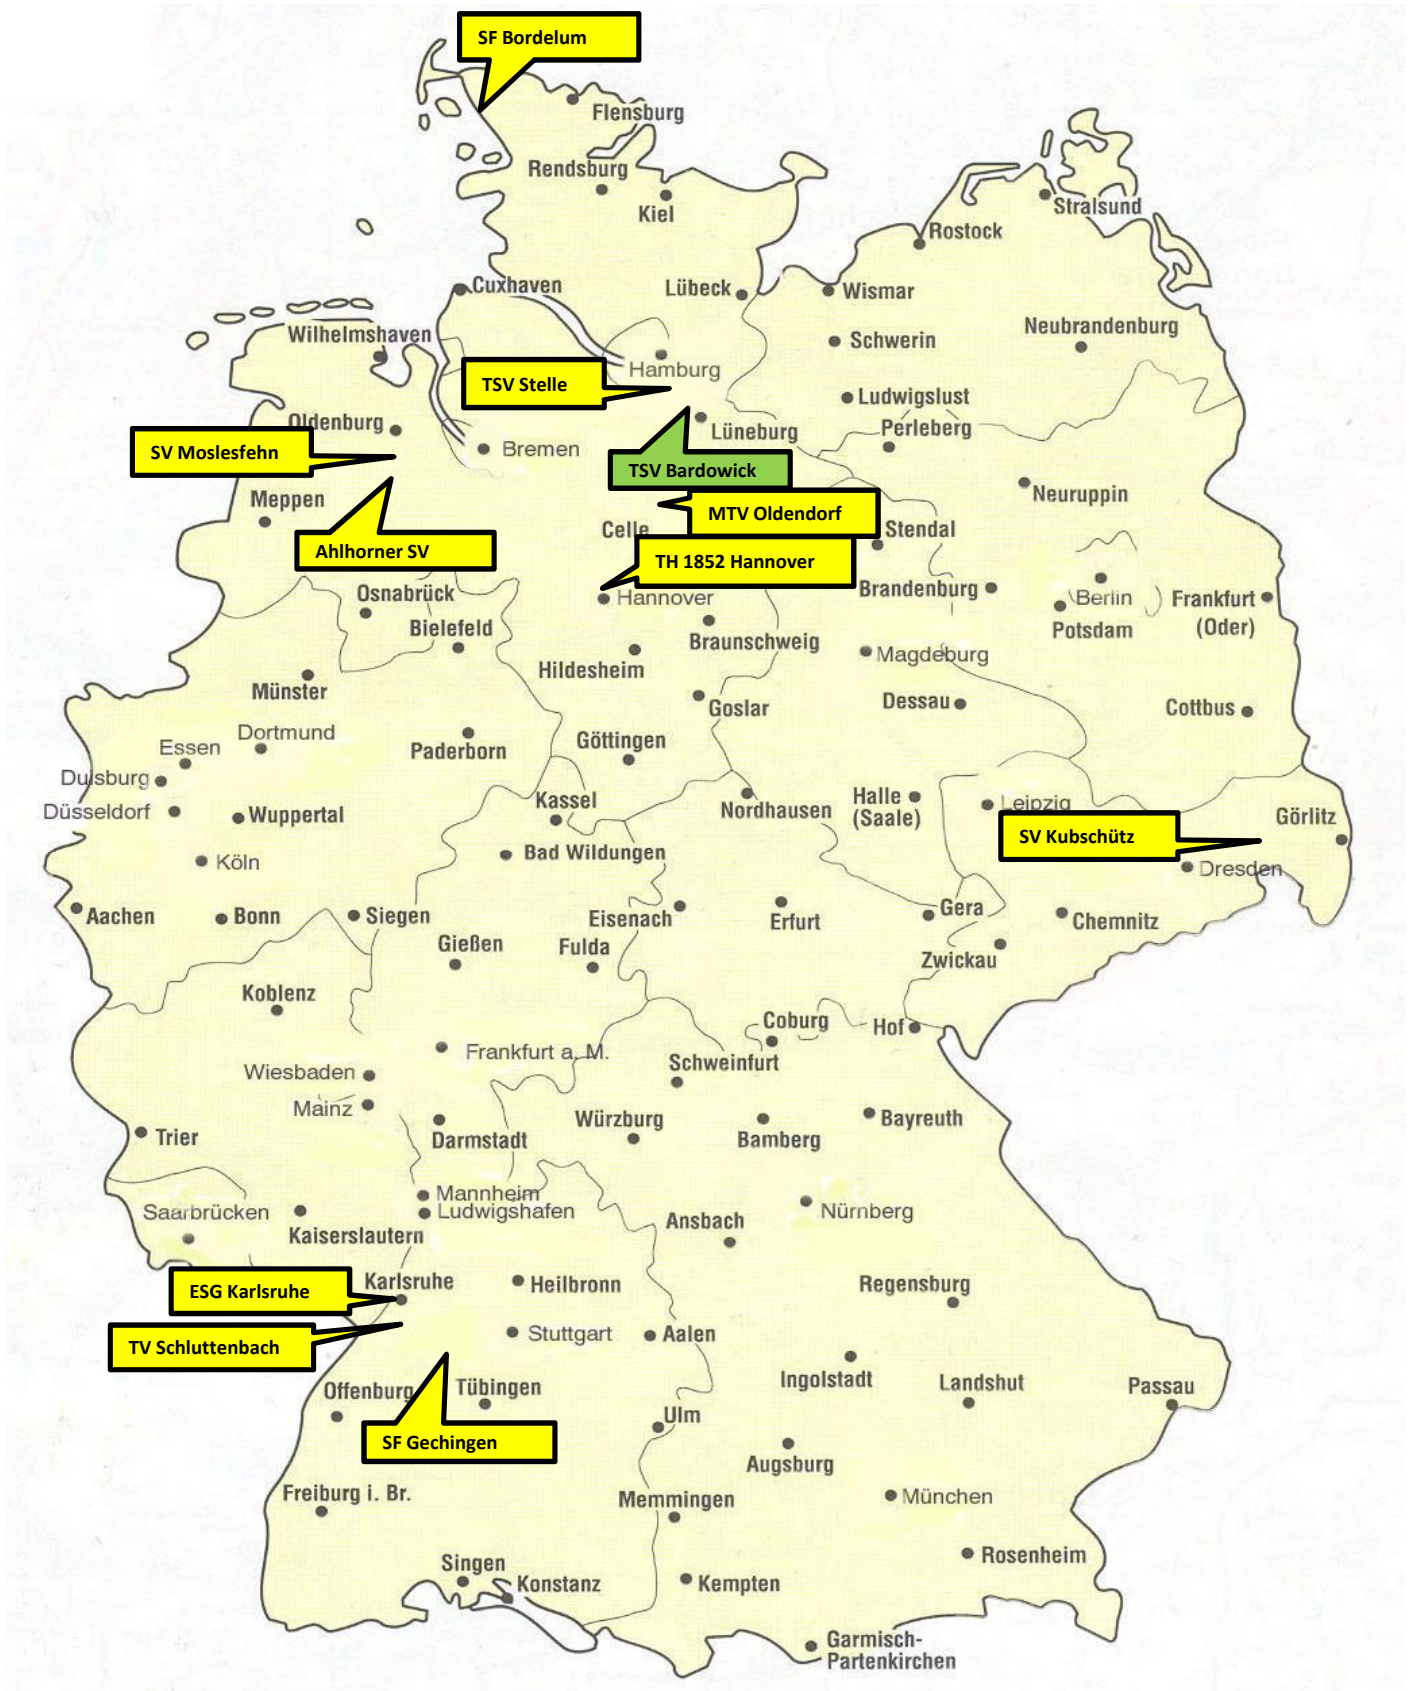 SF Bordelum
Flensburg
Rendsburg
Kiel
Stralsund
Rostock
Cuxhaven
Lübeck
Wismar
Wilhelmshaven
Schwerin
Neubrandenburg
Hamburg
TSV Stelle
Ludwigslust
Oldenburg
Lüneburg
Perleberg
SV Moslesfehn
Bremen
TSV Bardowick
Meppen
Neuruppin
MTV Oldendorf
Celle
Stendal
Ahlhorner SV
TH 1852 Hannover
Osnabrück
Hannover
Brandenburg
Berlin
Frankfurt
(Oder)
Bielefeld
Braunschweig
Potsdam
Hildesheim
Magdeburg
Münster
Goslar
Dessau
Cottbus
Dortmund
Essen
Paderborn
Göttingen
Duisburg
Düsseldorf
Wuppertal
Kassel
Nordhausen
Halle
(Saale)
Leipzig
Görlitz
SV Kubschütz
Köln
Bad Wildungen
Dresden
Aachen
Bonn
Siegen
Eisenach
Erfurt
Gera
Chemnitz
Gießen
Fulda
Zwickau
Koblenz
Coburg
Hof
Frankfurt a. M.
Schweinfurt
Wiesbaden
Mainz
Trier
Darmstadt
Würzburg
Bamberg
Bayreuth
Mannheim
Saarbrücken
Ludwigshafen
Kaiserslautern
Ansbach
Nürnberg
Karlsruhe
Heilbronn
Regensburg
ESG Karlsruhe
TV Schluttenbach
Stuttgart
Aalen
Ingolstadt
Landshut
Passau
Offenburg
Tübingen
Ulm
SF Gechingen
Augsburg
Freiburg i. Br.
Memmingen
München
Singen
Konstanz
Kempten
Rosenheim
Garmisch-
Partenkirchen